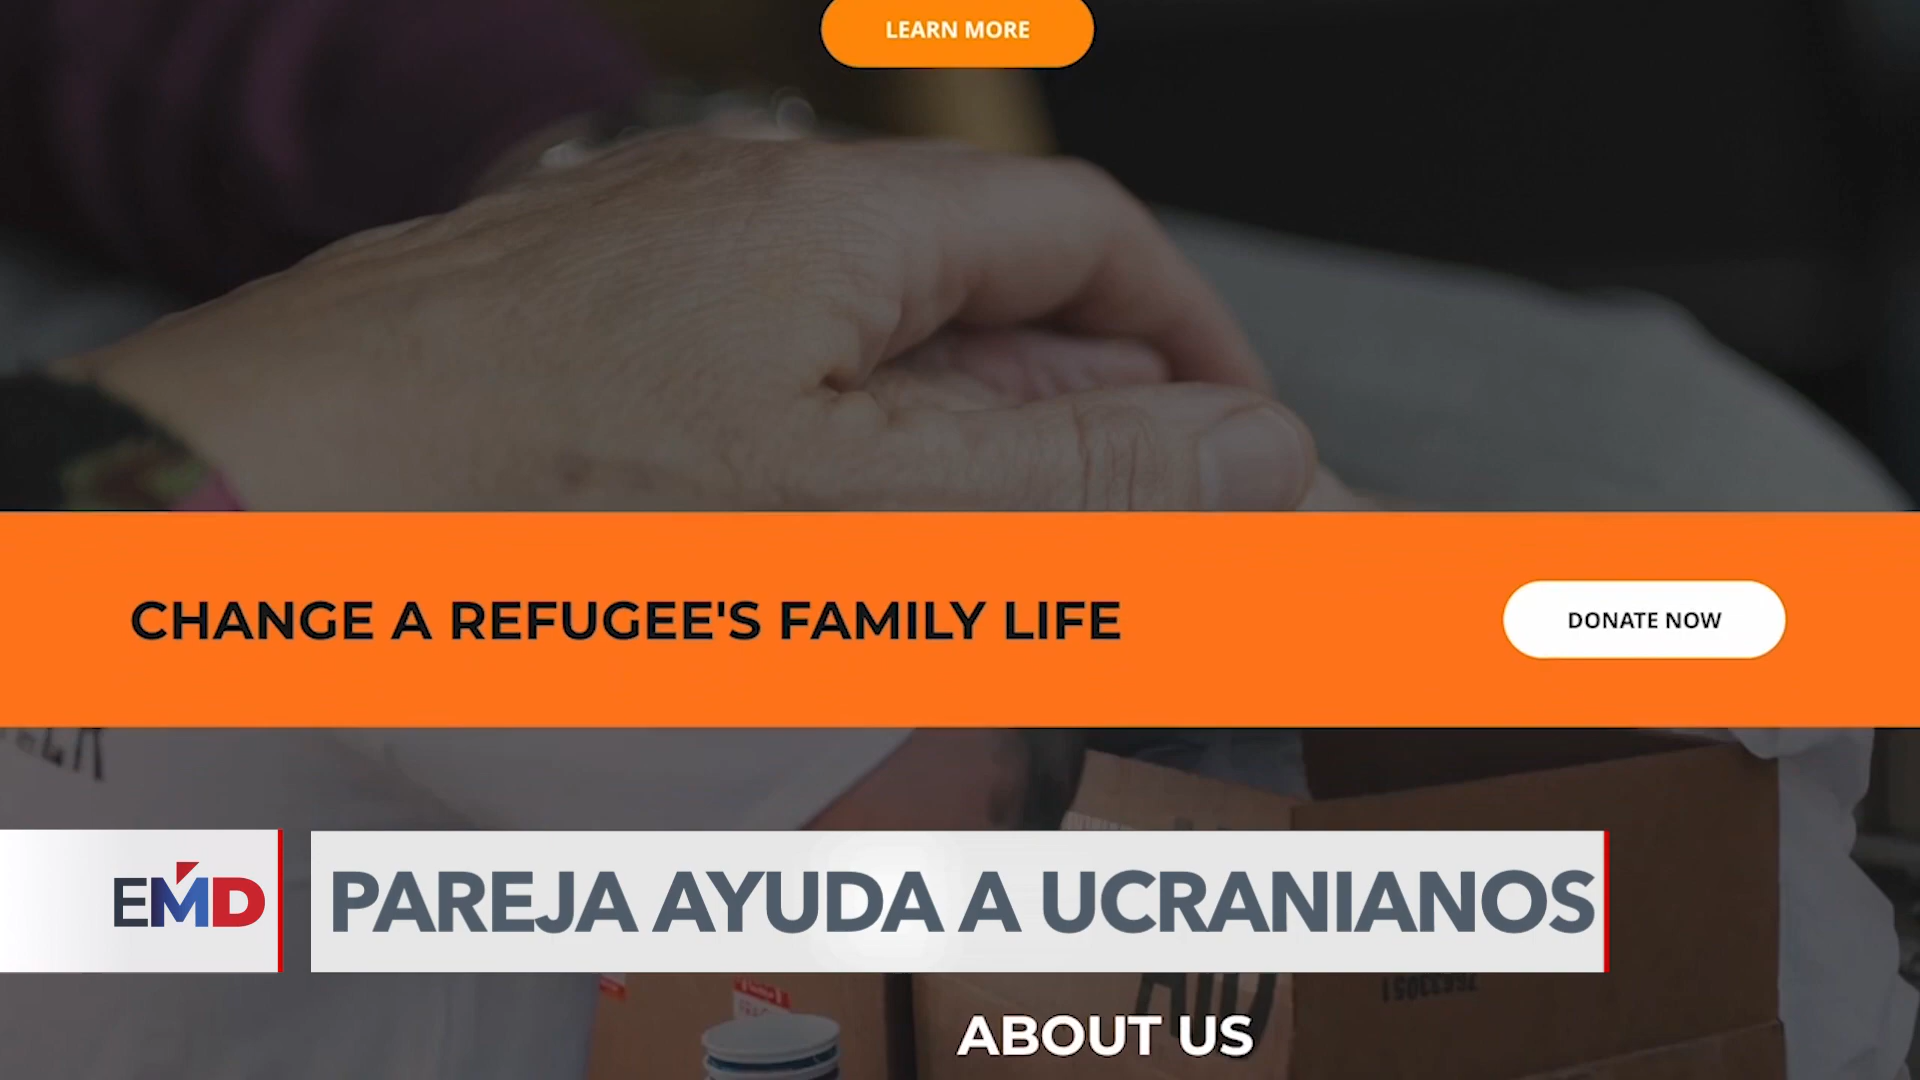 LEARN MORE
CHANGE A REFUGEE'S FAMILY LIFE
DONATE NOW
EMD
PAREJA AYUDA A UCRANIANOS
ABOUT US